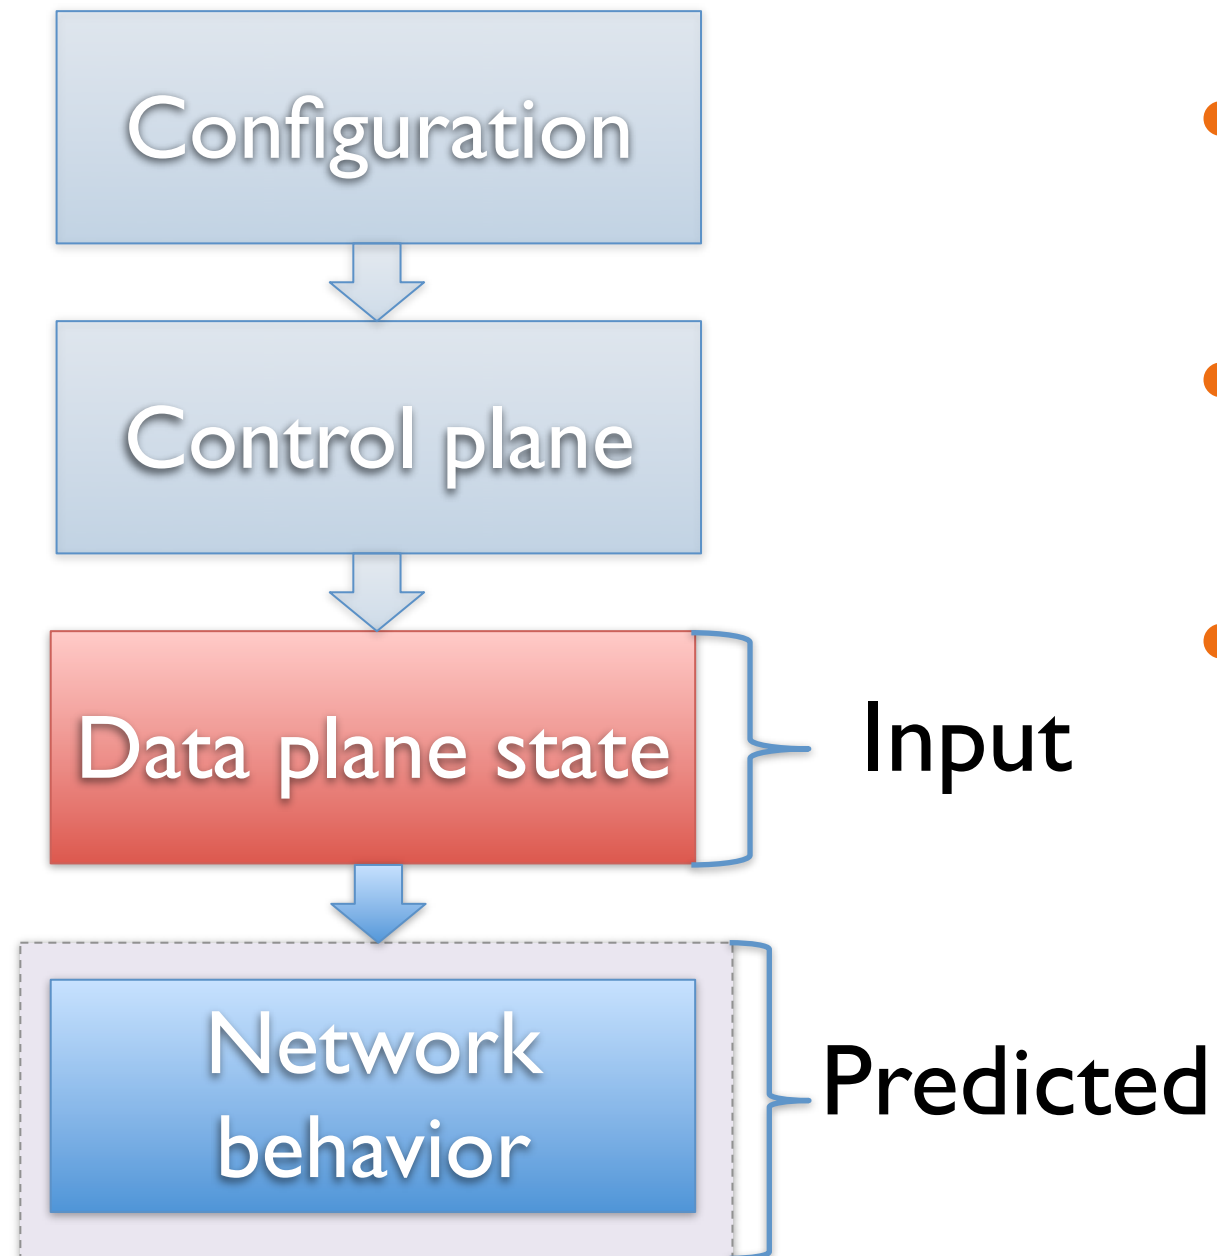 Configuration
Control plane
Data plane state
Input
Network
behavior
Predicted